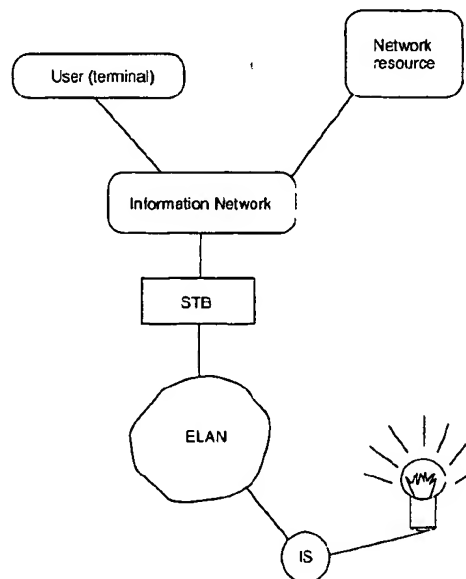 User (terminal)
Network
resource
Information Network
STB
ELAN
IS